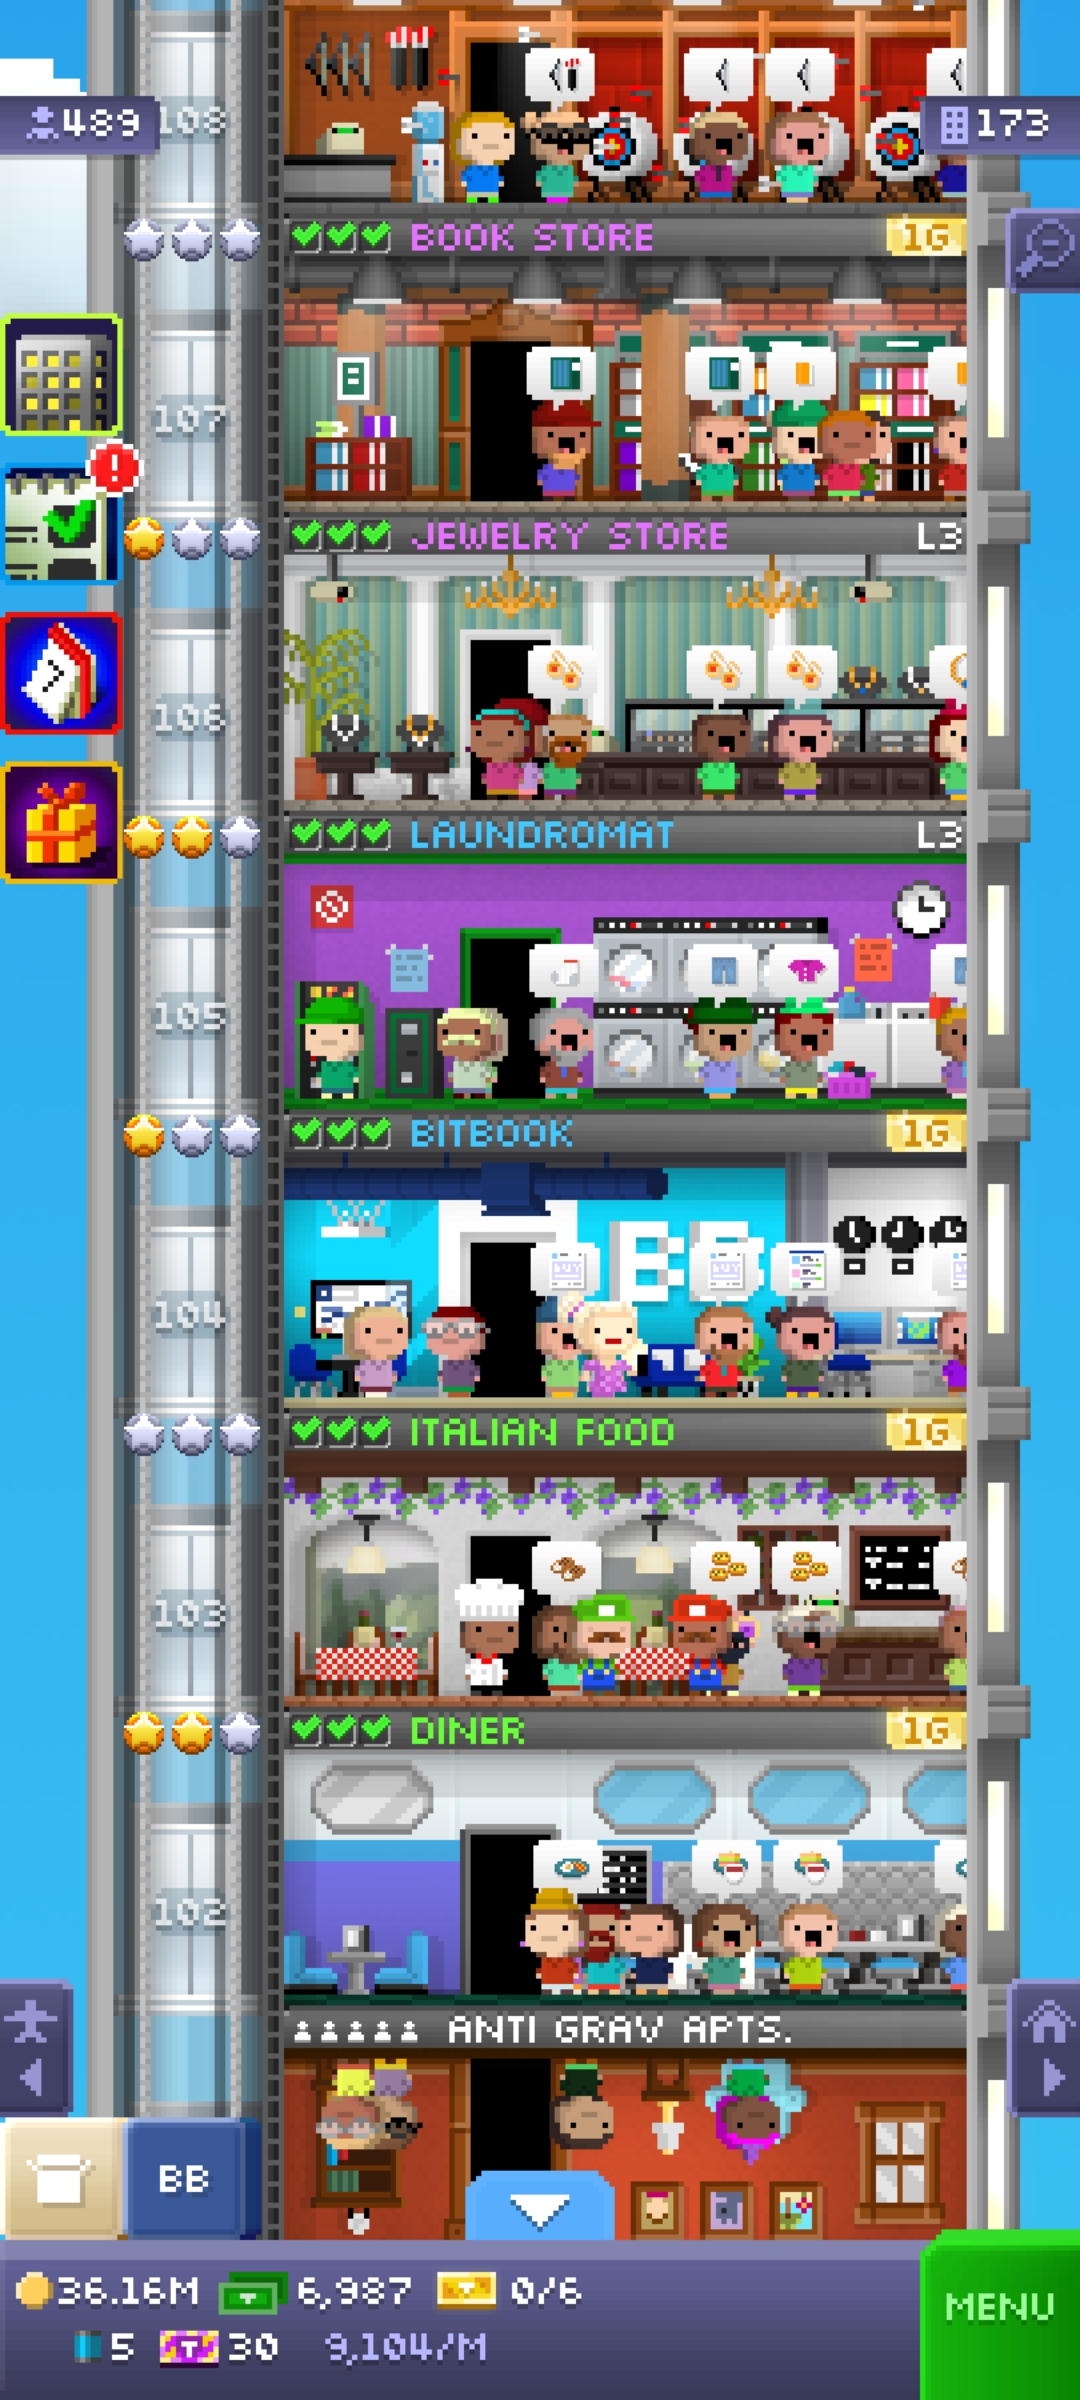 489
108
173
BOOK STORE 1G
107
JEWELRY STORE L3
7
106
LAUNDROMAT L3
105
BITBOOK 1G
104
ITALIAN FOOD 1G
103
DINER 1G
102
ANTI GRAV APTS.
BB
36.16M 6,987 0/6
MENU
5 T 30 9,104/M